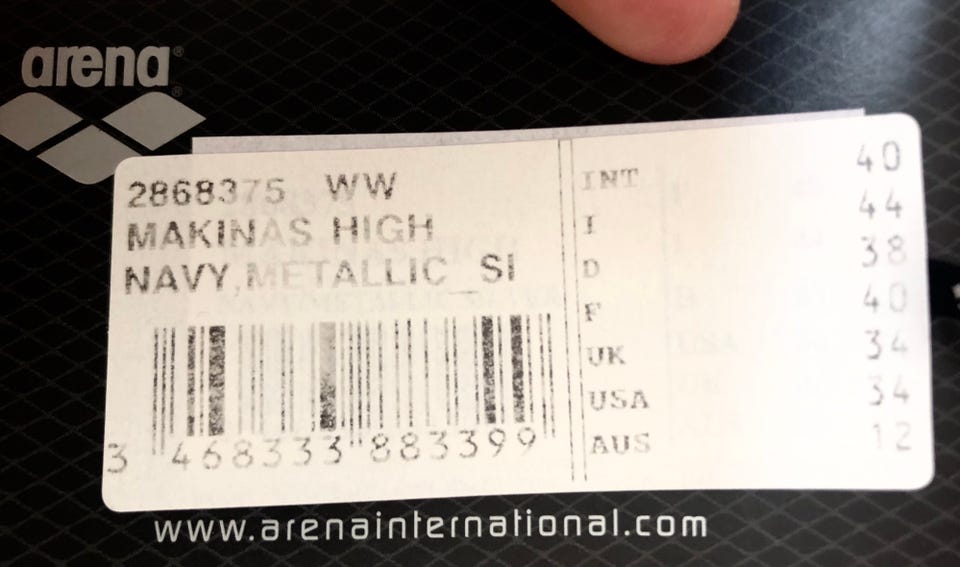 arena®
®
2868375 WW
MAKINAS HIGH
NAVY,METALLIC_SI
3 468333 883399
INT 40
I 44
D 38
F 40
UK 34
USA 34
AUS 12
www.arenainternational.com